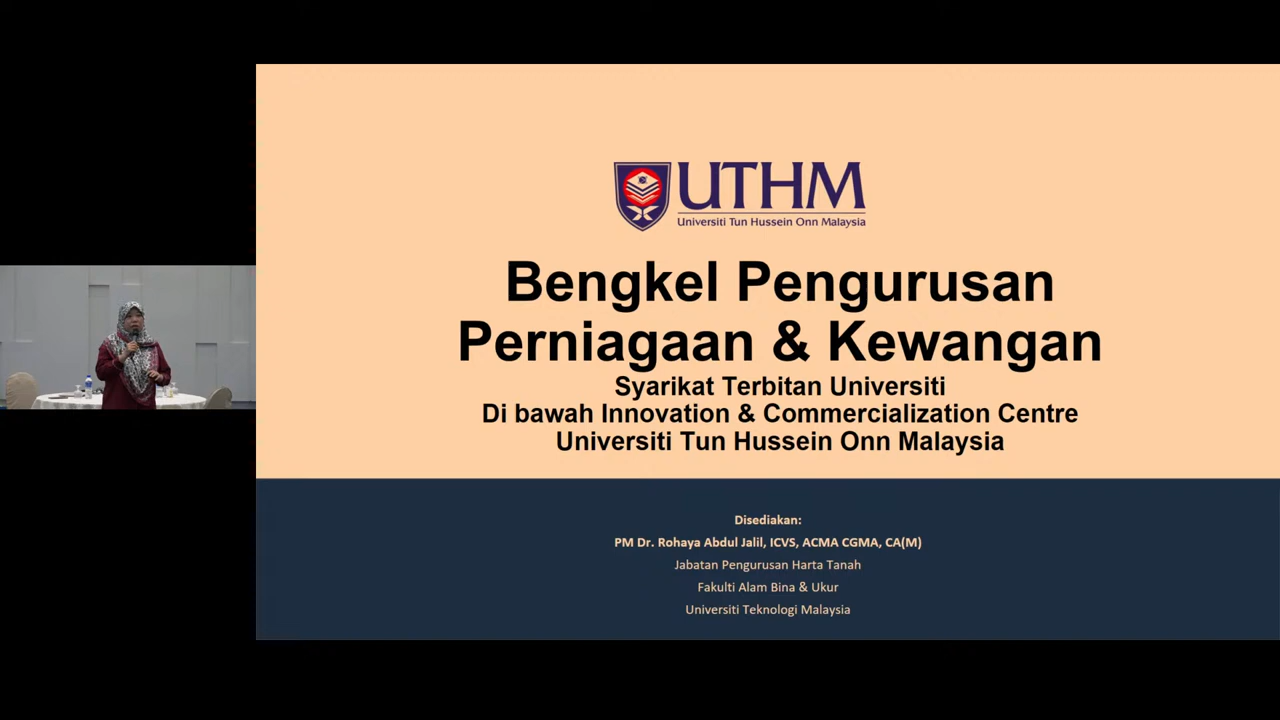 UTHM
Universiti Tun Hussein Onn Malaysia
Bengkel Pengurusan
Perniagaan & Kewangan
Syarikat Terbitan Universiti
Di bawah Innovation & Commercialization Centre
Universiti Tun Hussein Onn Malaysia
Disediakan:
PM Dr. Rohaya Abdul Jalil, ICVS, ACMA CGMA, CA(M)
Jabatan Pengurusan Harta Tanah
Fakulti Alam Bina & Ukur
Universiti Teknologi Malaysia